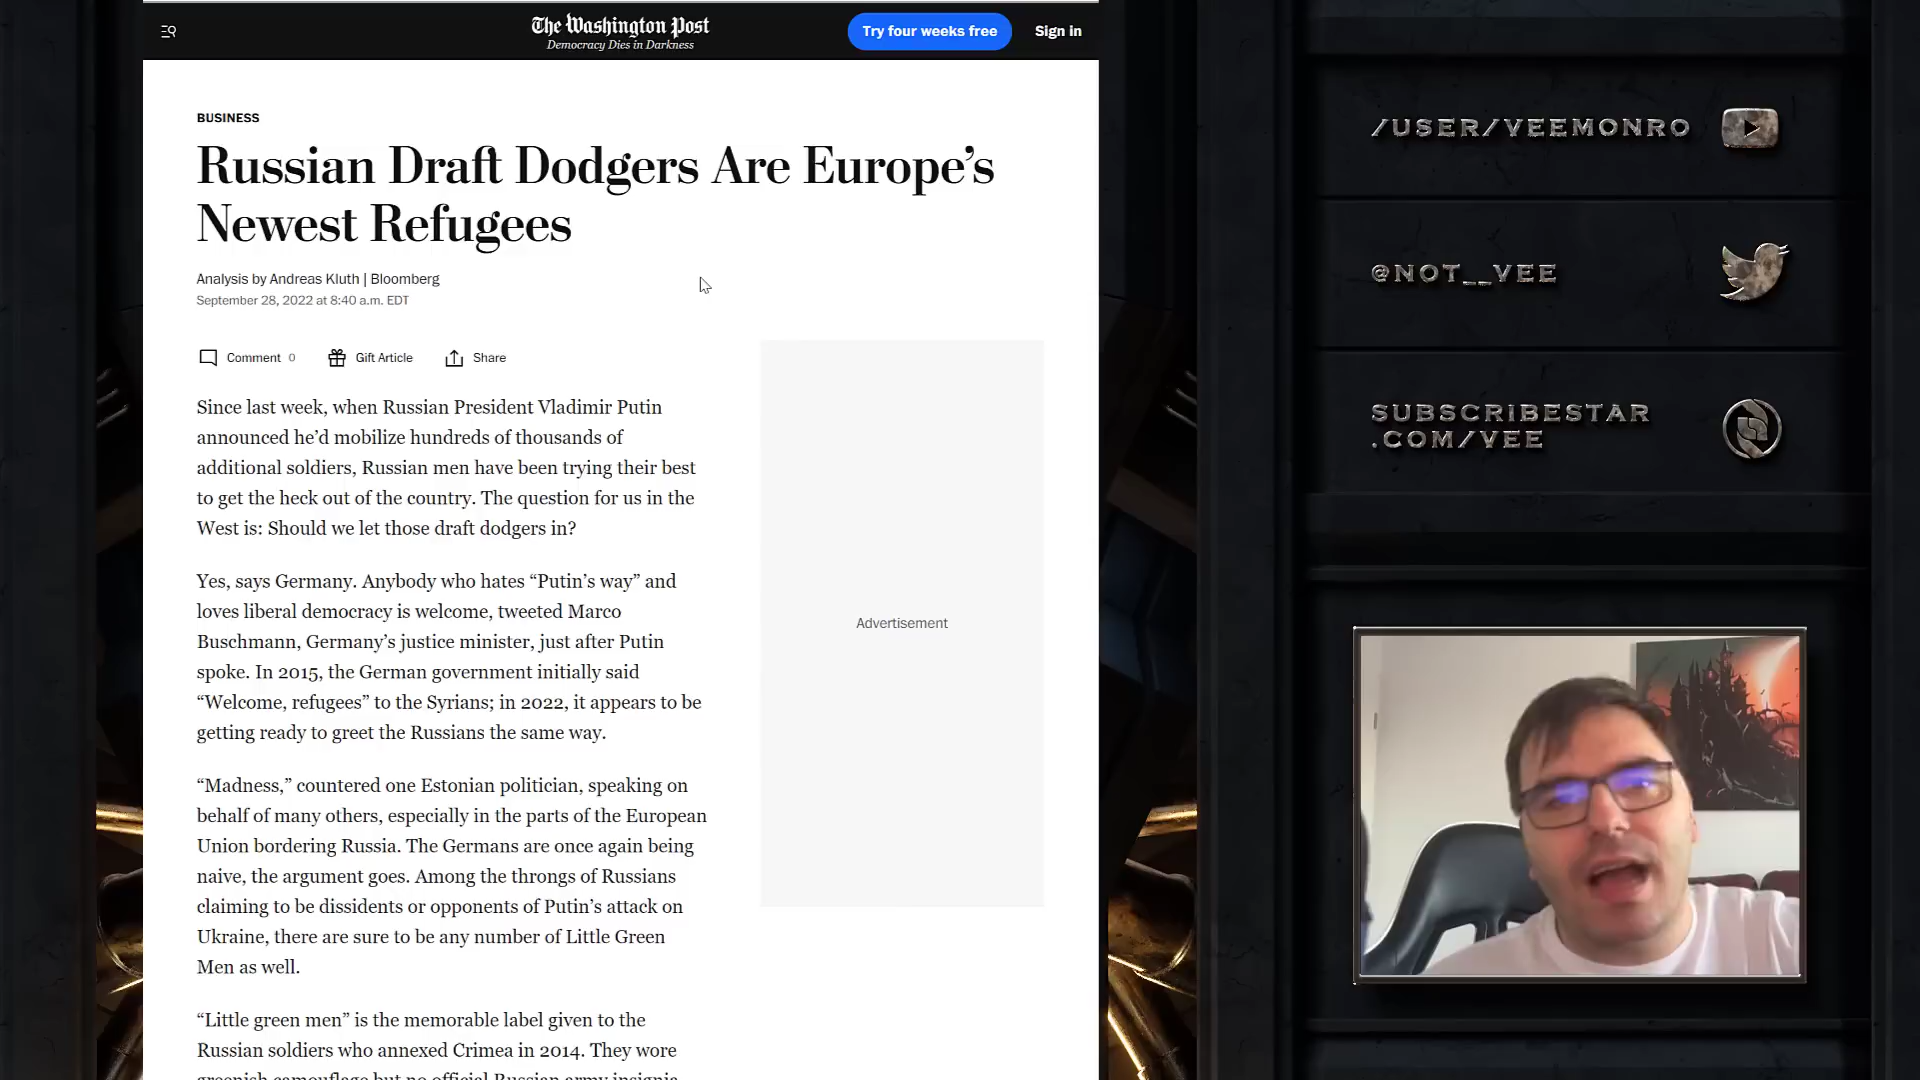 The Washington Post
Democracy Dies in Darkness
Try four weeks free
Sign in
BUSINESS
Russian Draft Dodgers Are Europe’s
Newest Refugees
Analysis by Andreas Kluth | Bloomberg
September 28, 2022 at 8:40 a.m. EDT
Comment 0
Gift Article
Share
Since last week, when Russian President Vladimir Putin
announced he’d mobilize hundreds of thousands of
additional soldiers, Russian men have been trying their best
to get the heck out of the country. The question for us in the
West is: Should we let those draft dodgers in?
Yes, says Germany. Anybody who hates “Putin’s way” and
loves liberal democracy is welcome, tweeted Marco
Buschmann, Germany’s justice minister, just after Putin
spoke. In 2015, the German government initially said
“Welcome, refugees” to the Syrians; in 2022, it appears to be
getting ready to greet the Russians the same way.
“Madness,” countered one Estonian politician, speaking on
behalf of many others, especially in the parts of the European
Union bordering Russia. The Germans are once again being
naive, the argument goes. Among the throngs of Russians
claiming to be dissidents or opponents of Putin’s attack on
Ukraine, there are sure to be any number of Little Green
Men as well.
“Little green men” is the memorable label given to the
Russian soldiers who annexed Crimea in 2014. They wore
greenish camouflage but no official Russian army insignia
Advertisement
/USER/VEEMONRO
@NOT__VEE
SUBSCRIBESTAR
.COM/VEE